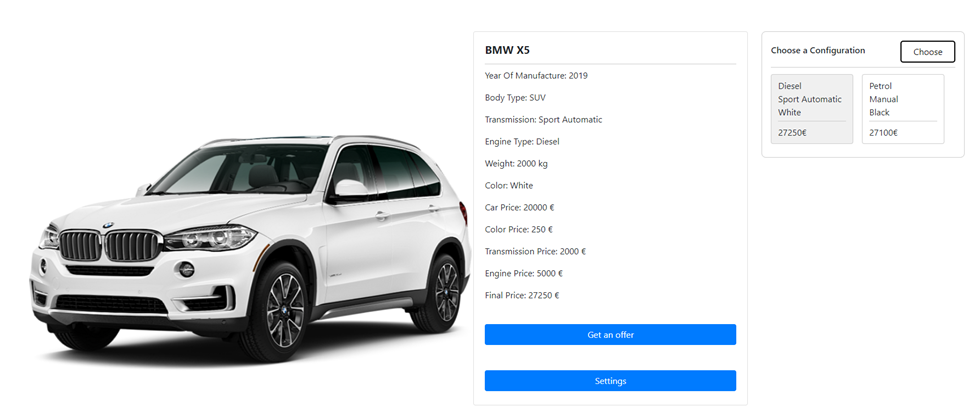 BMW X5
Year Of Manufacture: 2019
Body Type: SUV
Transmission: Sport Automatic
Engine Type: Diesel
Weight: 2000 kg
Color: White
Car Price: 20000 €
Color Price: 250 €
Transmission Price: 2000 €
Engine Price: 5000 €
Final Price: 27250 €
Get an offer
Settings
Choose a Configuration
Choose
Diesel
Sport Automatic
White
27250€
Petrol
Manual
Black
27100€